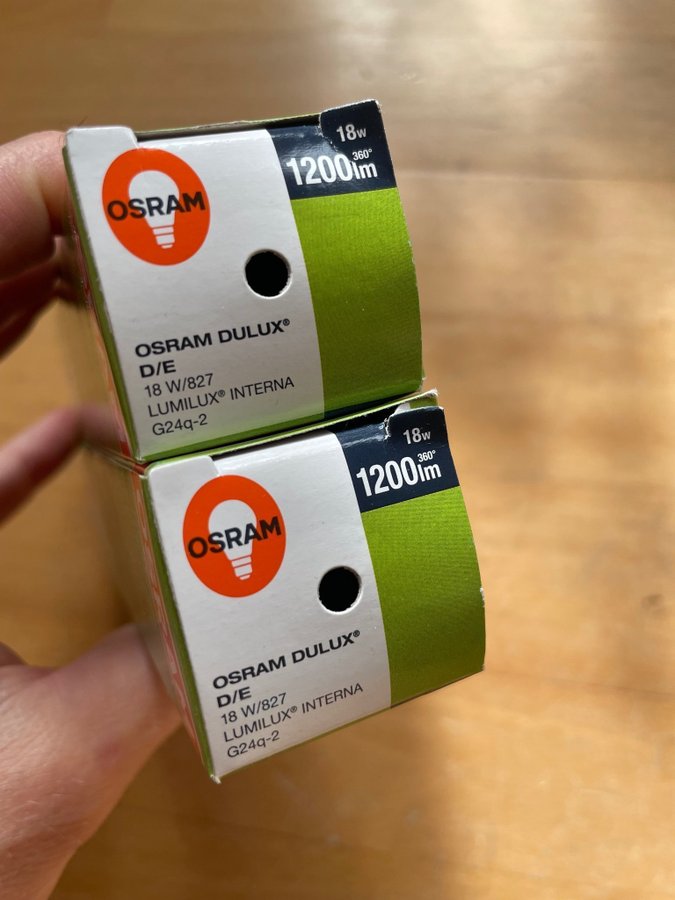 OSRAM
18W
1200lm 360°
OSRAM DULUX®
D/E
18 W/827
LUMILUX® INTERNA
G24q-2
OSRAM
18W
1200lm 360°
OSRAM DULUX®
D/E
18 W/827
LUMILUX® INTERNA
G24q-2